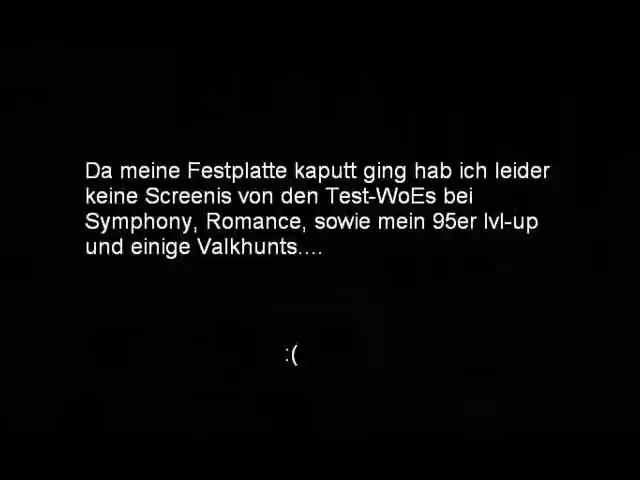 Da meine Festplatte kaputt ging hab ich leider
keine Screenis von den Test-WoEs bei
Symphony, Romance, sowie mein 95er lvl-up
und einige Valkhunts....
:(